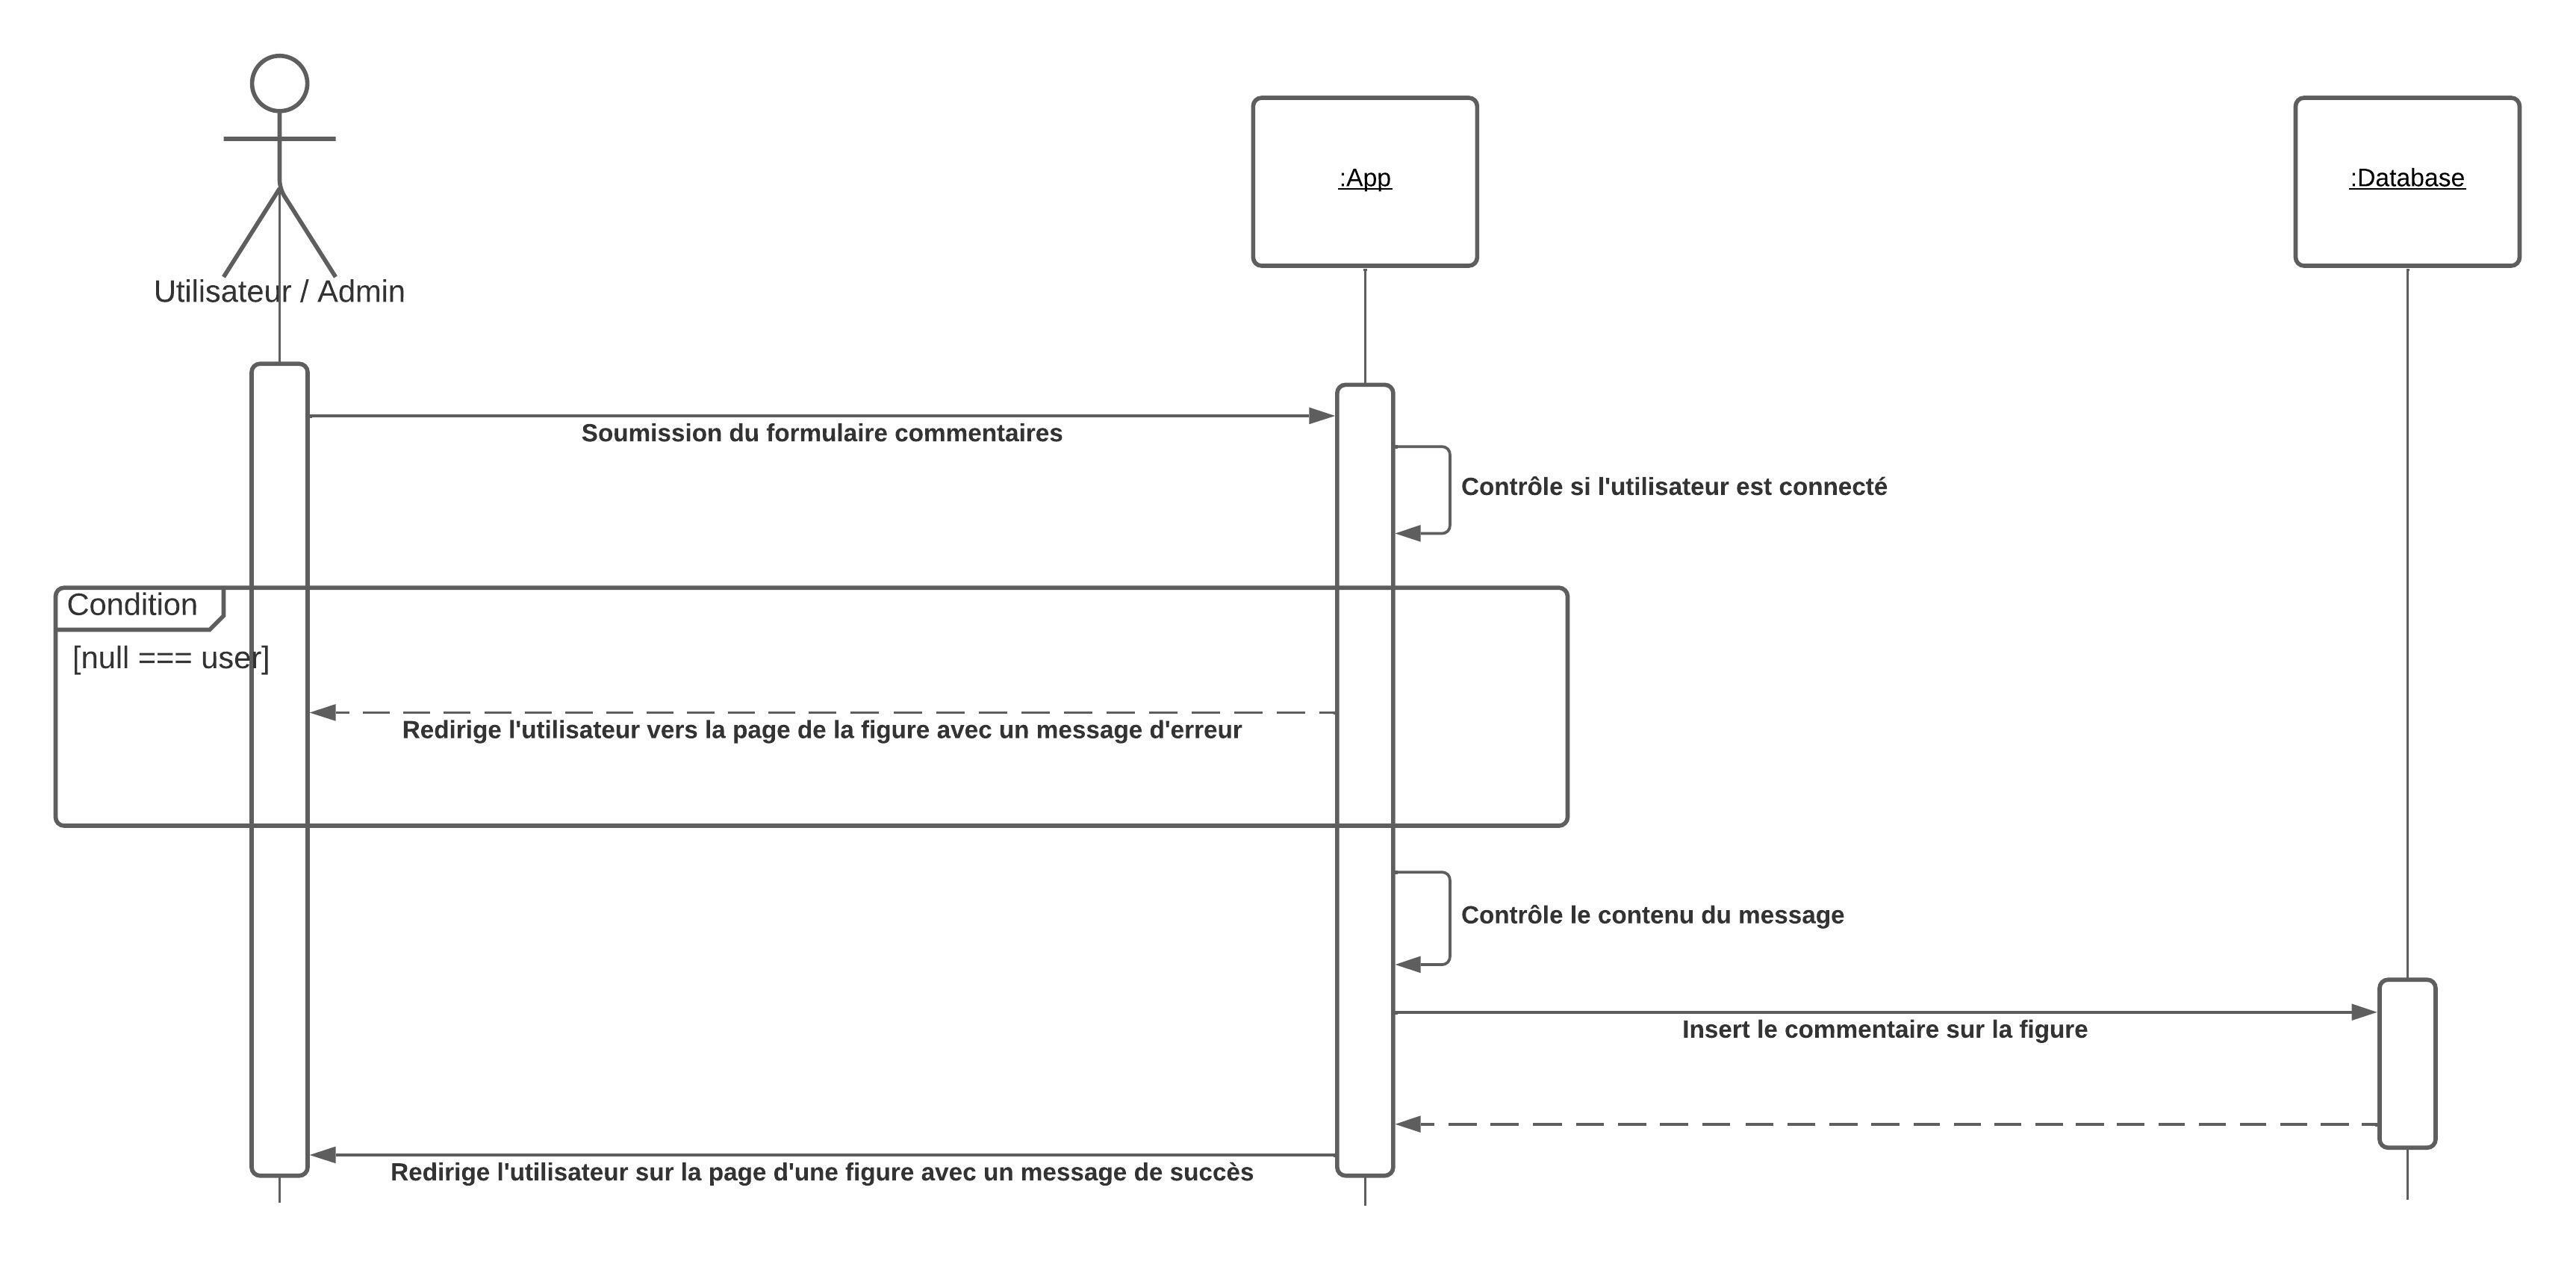 :App
:Database
Utilisateur / Admin
Soumission du formulaire commentaires
Contrôle si l'utilisateur est connecté
Condition
[null === user]
Redirige l'utilisateur vers la page de la figure avec un message d'erreur
Contrôle le contenu du message
Insert le commentaire sur la figure
Redirige l'utilisateur sur la page d'une figure avec un message de succès